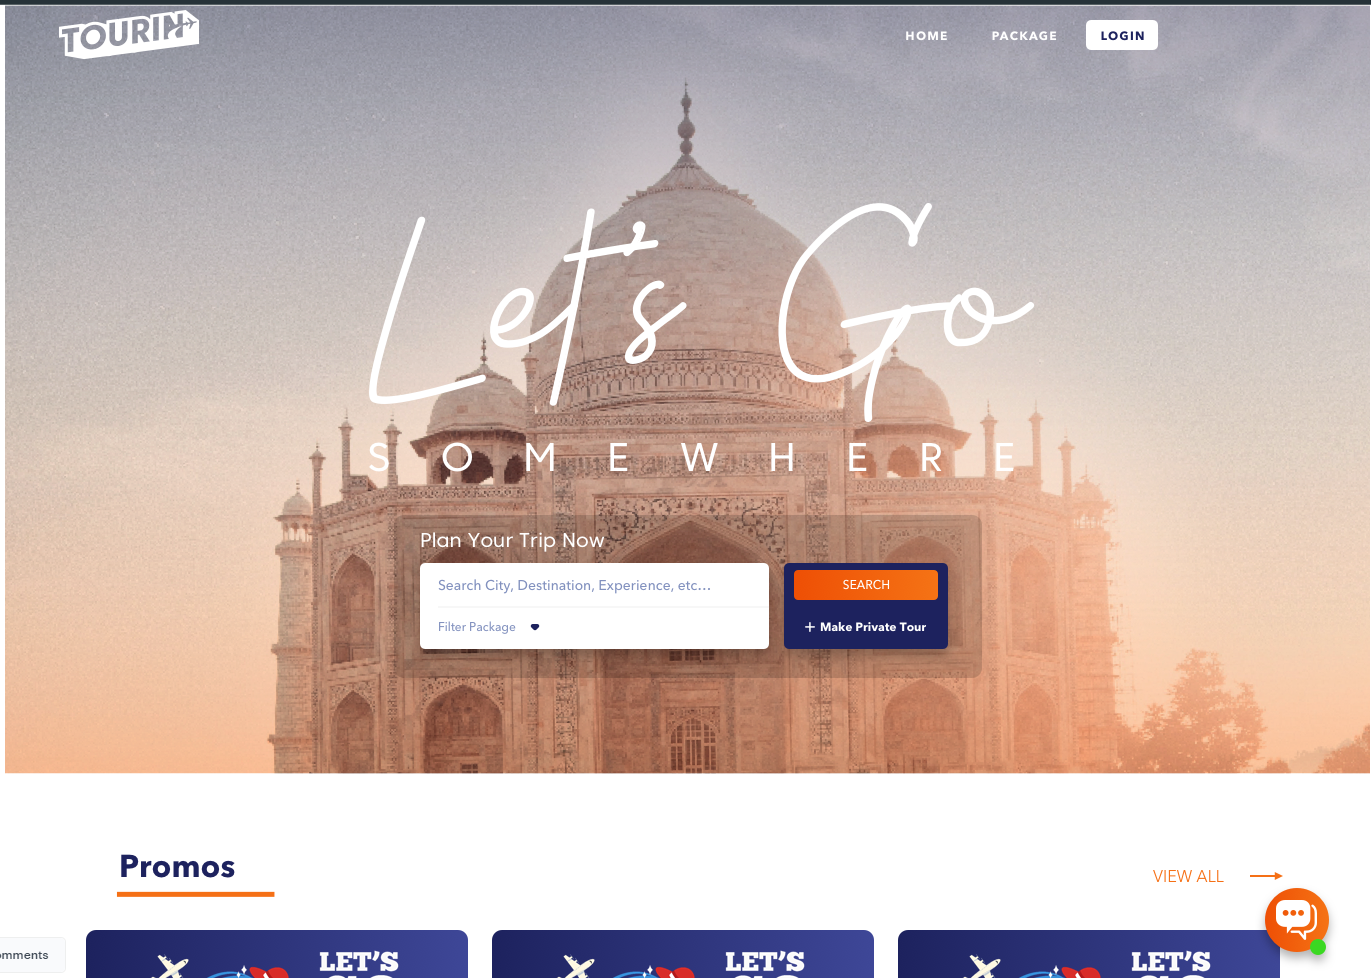 TOURIN
HOME PACKAGE LOGIN
Let's Go
SOMEWHERE
Plan Your Trip Now
Search City, Destination, Experience, etc...
SEARCH
Filter Package
+ Make Private Tour
Promos
VIEW ALL
omments
LET'S LET'S LET'S